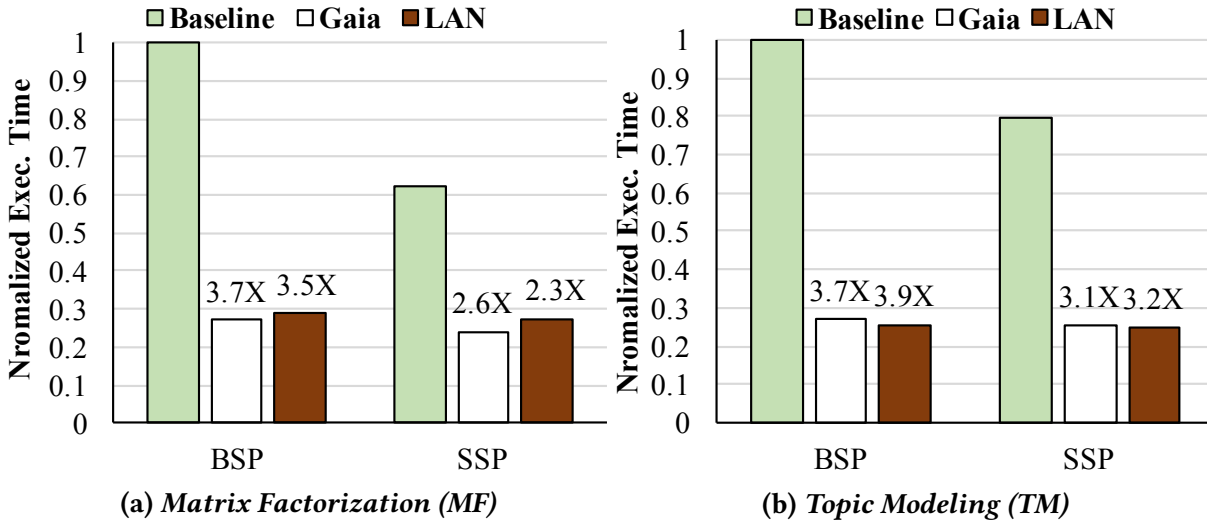 Baseline Gaia LAN
Nromalized Exec. Time
1
0.9
0.8
0.7
0.6
0.5
0.4
0.3
0.2
0.1
0
3.7X 3.5X 2.6X 2.3X
BSP SSP
(a) Matrix Factorization (MF)
Baseline Gaia LAN
Nromalized Exec. Time
1
0.9
0.8
0.7
0.6
0.5
0.4
0.3
0.2
0.1
0
3.7X 3.9X 3.1X 3.2X
BSP SSP
(b) Topic Modeling (TM)